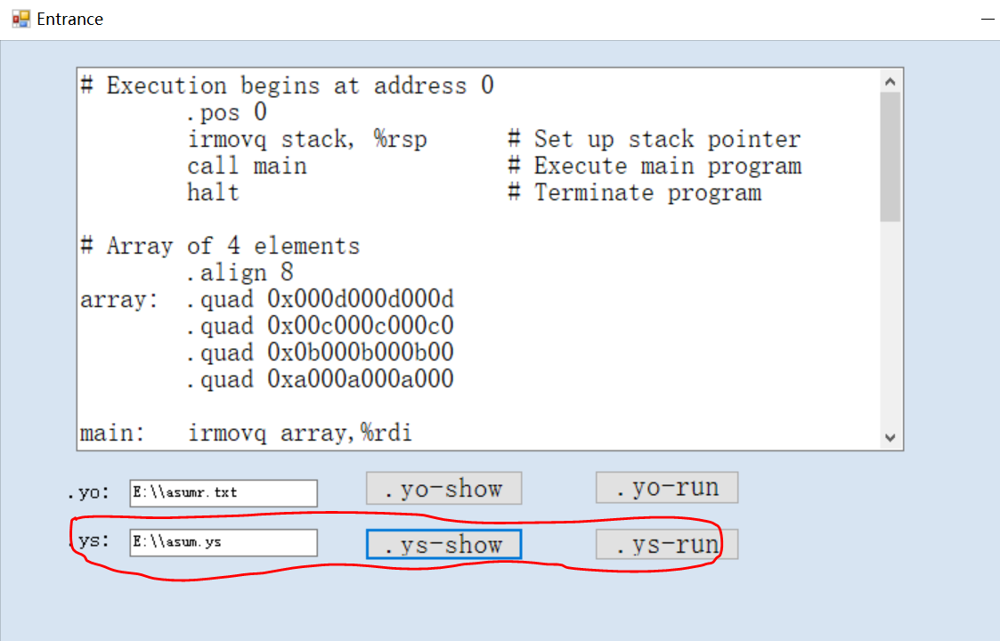 Entrance
# Execution begins at address 0
.pos 0
irmovq stack, %rsp # Set up stack pointer
call main # Execute main program
halt # Terminate program
# Array of 4 elements
.align 8
array: .quad 0x000d000d000d
.quad 0x00c000c000c0
.quad 0x0b000b000b00
.quad 0xa000a000a000
main: irmovq array,%rdi
.yo: E:\\asumr.txt .yo-show .yo-run
.ys: E:\\asum.ys .ys-show .ys-run